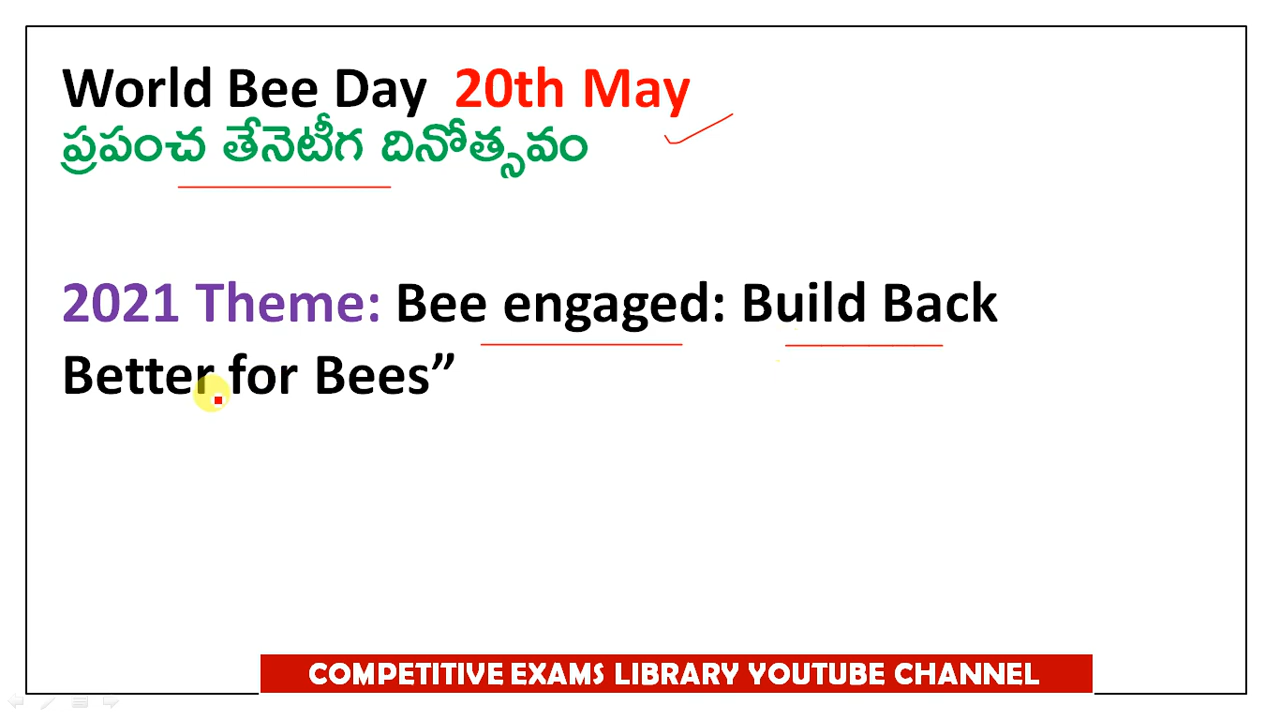 World Bee Day 20th May
ప్రపంచ తేనెటీగ దినోత్సవం
2021 Theme: Bee engaged: Build Back
Better for Bees”
COMPETITIVE EXAMS LIBRARY YOUTUBE CHANNEL